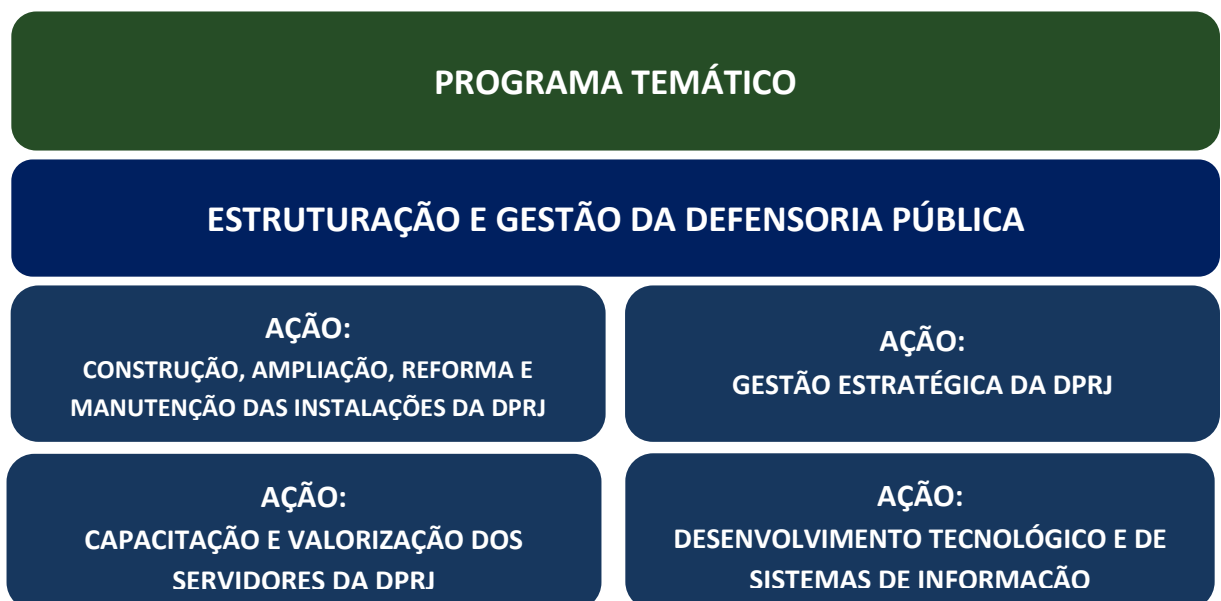 PROGRAMA TEMÁTICO
ESTRUTURAÇÃO E GESTÃO DA DEFENSORIA PÚBLICA
AÇÃO:
CONSTRUÇÃO, AMPLIAÇÃO, REFORMA E
MANUTENÇÃO DAS INSTALAÇÕES DA DPRJ
AÇÃO:
GESTÃO ESTRATÉGICA DA DPRJ
AÇÃO:
CAPACITAÇÃO E VALORIZAÇÃO DOS
SERVIDORES DA DPRJ
AÇÃO:
DESENVOLVIMENTO TECNOLÓGICO E DE
SISTEMAS DE INFORMAÇÃO